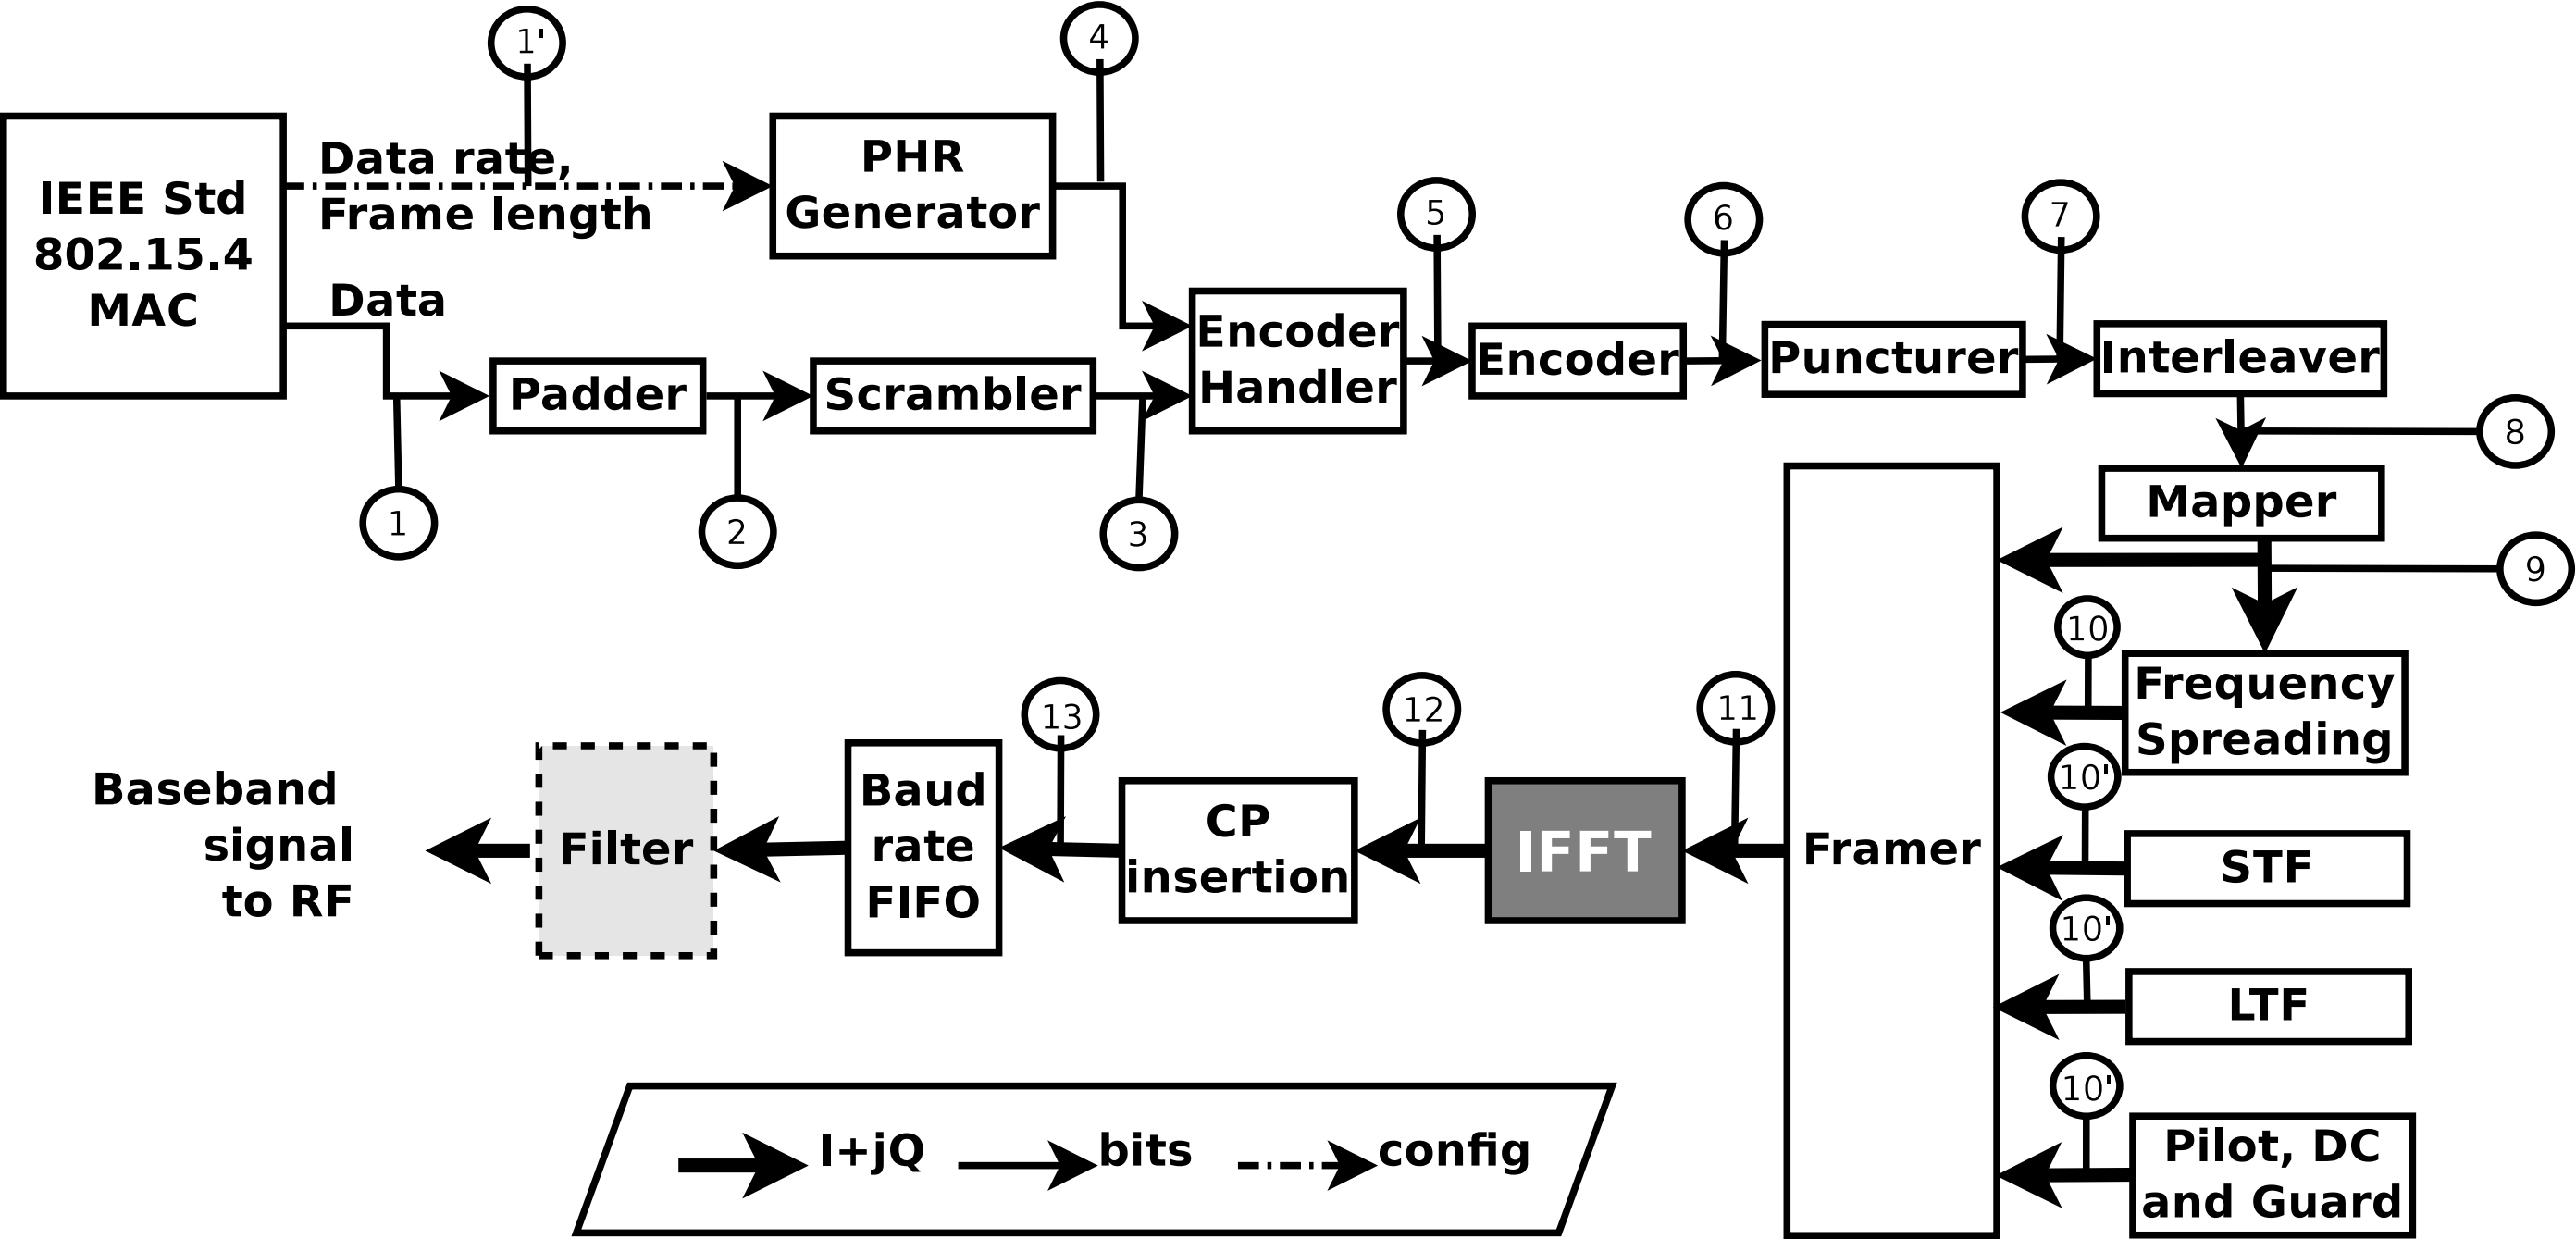 1'
4
Data rate,
Frame length
IEEE Std
802.15.4
MAC
PHR
Generator
Data
5
6
7
Padder
Scrambler
Encoder
Handler
Encoder
Puncturer
Interleaver
1
2
3
8
Mapper
9
10
Frequency
Spreading
13
12
11
10'
Baseband
signal
to RF
Filter
Baud
rate
FIFO
CP
insertion
IFFT
Framer
STF
10'
LTF
10'
Pilot, DC
and Guard
I+jQ
bits
config